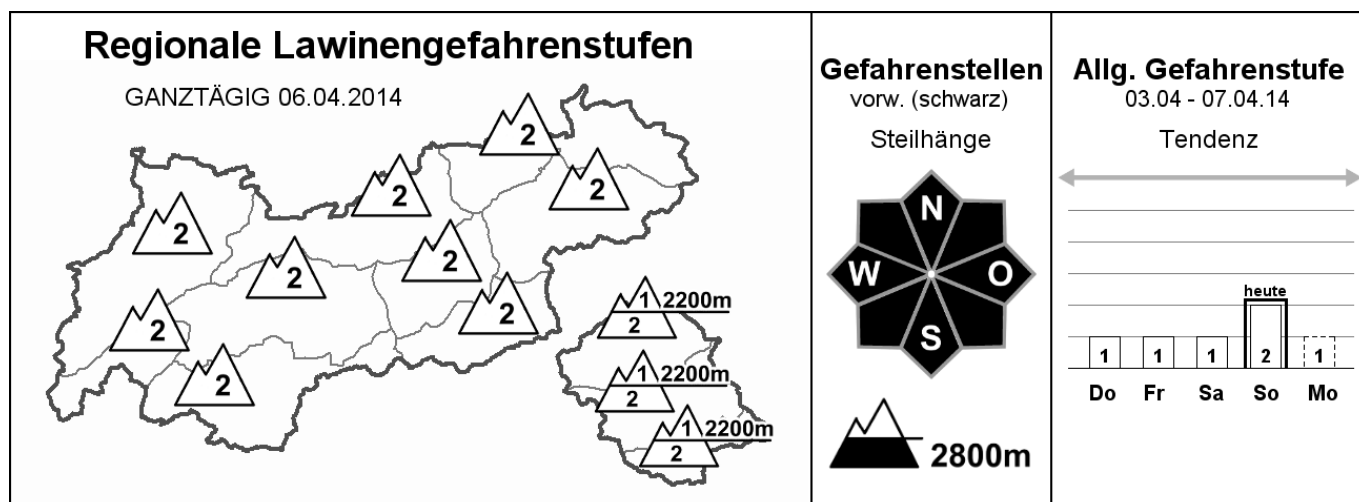 Regionale Lawinengefahrenstufen
GANZTÄGIG 06.04.2014
2
2
2
2
2
2
2
2
2
2
1 2200m
2
1 2200m
2
1 2200m
2
Gefahrenstellen
vorw. (schwarz)
Steilhänge
N
W O
S
2800m
Allg. Gefahrenstufe
03.04 - 07.04.14
Tendenz
heute
1 1 1 2 1
Do Fr Sa So Mo